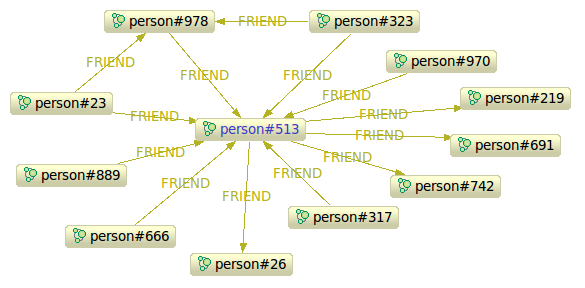 person#978
FRIEND
person#323
FRIEND
FRIEND
FRIEND
person#970
person#23
FRIEND
FRIEND
person#219
FRIEND
person#513
FRIEND
person#691
FRIEND
FRIEND
person#889
FRIEND
FRIEND
person#742
FRIEND
person#317
person#666
person#26